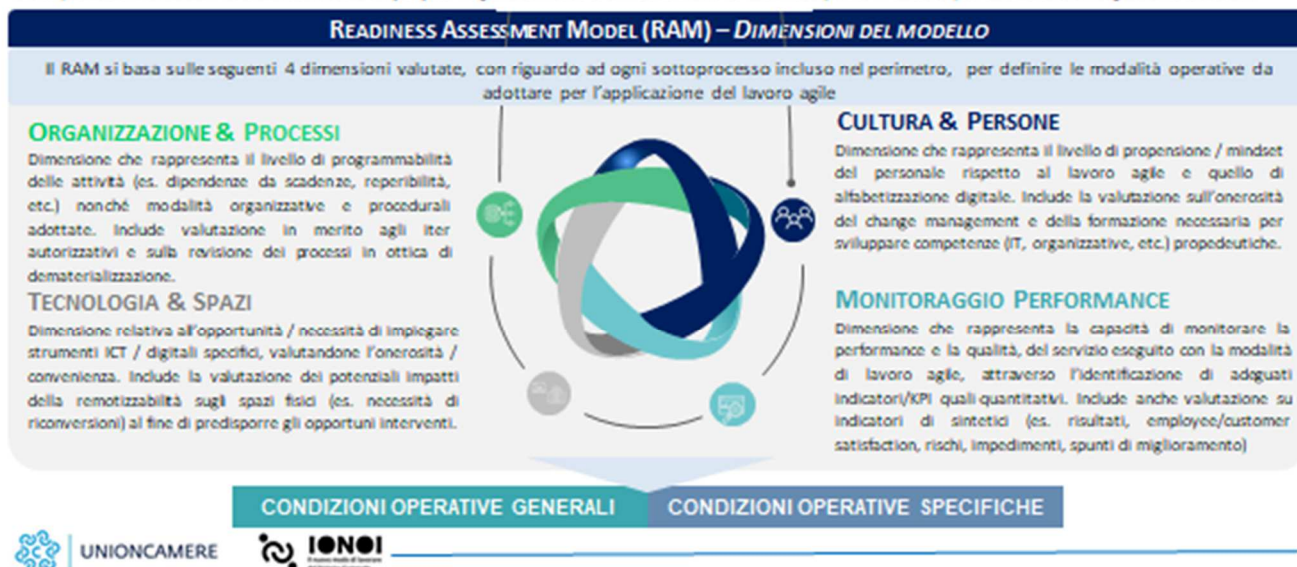 READINESS ASSESSMENT MODEL (RAM) – DIMENSIONI DEL MODELLO
Il RAM si basa sulle seguenti 4 dimensioni valutate, con riguardo ad ogni sottoprocesso incluso nel perimetro, per definire le modalità operative da
adottare per l'applicazione del lavoro agile
ORGANIZZAZIONE & PROCESSI
Dimensione che rappresenta il livello di programmabilità
delle attività (es. dipendenze da scadenze, reperibilità,
etc.) nonché modalità organizzative e procedurali
adottate. Include valutazione in merito agli iter
autorizzativi e sulla revisione dei processi in ottica di
dematerializzazione.
TECNOLOGIA & SPAZI
Dimensione relativa all'opportunità / necessità di impiegare
strumenti ICT / digitali specifici, valutandone l'onerosità /
convenienza. Include la valutazione dei potenziali impatti
della remotizzabilità sugli spazi fisici (es. necessità di
riconversioni) al fine di predisporre gli opportuni interventi.
CULTURA & PERSONE
Dimensione che rappresenta il livello di propensione / mindset
del personale rispetto al lavoro agile e quello di
alfabetizzazione digitale. Include la valutazione sull'onerosità
del change management e della formazione necessaria per
sviluppare competenze (IT, organizzative, etc.) propedeutiche.
MONITORAGGIO PERFORMANCE
Dimensione che rappresenta la capacità di monitorare la
performance e la qualità, del servizio eseguito con la modalità
di lavoro agile, attraverso l'identificazione di adeguati
indicatori/KPI quali quantitativi. Include anche valutazione su
indicatori di sintetici (es. risultati, employee/customer
satisfaction, rischi, impedimenti, spunti di miglioramento)
CONDIZIONI OPERATIVE GENERALI
CONDIZIONI OPERATIVE SPECIFICHE
UNIONCAMERE
IONOI